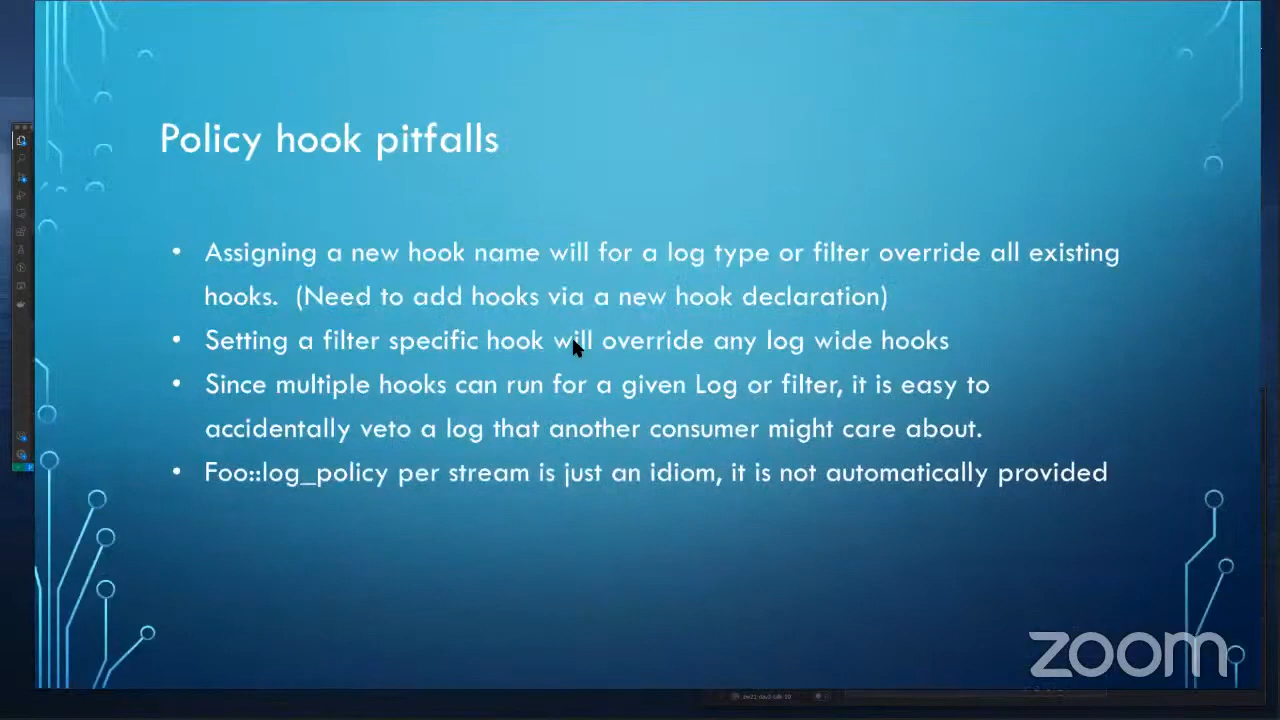 Policy hook pitfalls
• Assigning a new hook name will for a log type or filter override all existing
hooks. (Need to add hooks via a new hook declaration)
• Setting a filter specific hook will override any log wide hooks
• Since multiple hooks can run for a given Log or filter, it is easy to
accidentally veto a log that another consumer might care about.
• Foo::log_policy per stream is just an idiom, it is not automatically provided
zoom